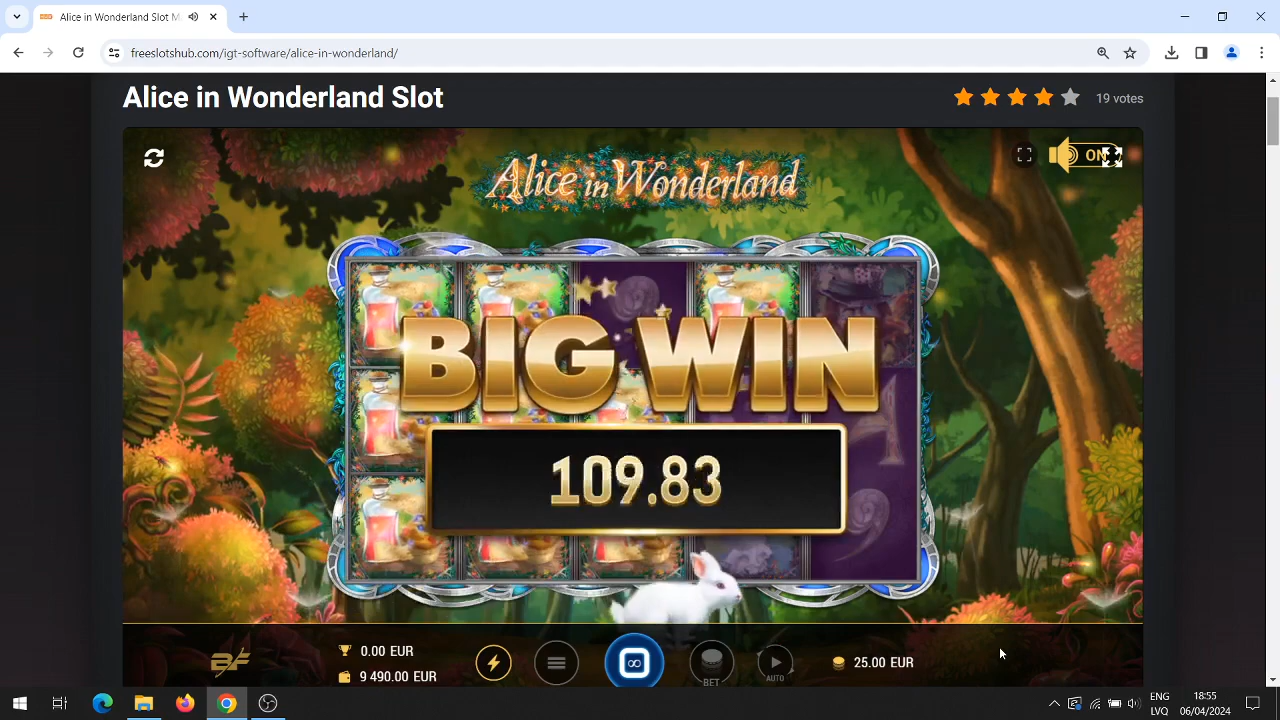 Alice in Wonderland Slot M
freeslotshub.com/igt-software/alice-in-wonderland/
Alice in Wonderland Slot
19 votes
Alice in Wonderland
ON
BIG WIN
109.83
BF
0.00 EUR
9 490.00 EUR
BET
AUTO
25.00 EUR
ENG
LVQ
18:55
06/04/2024